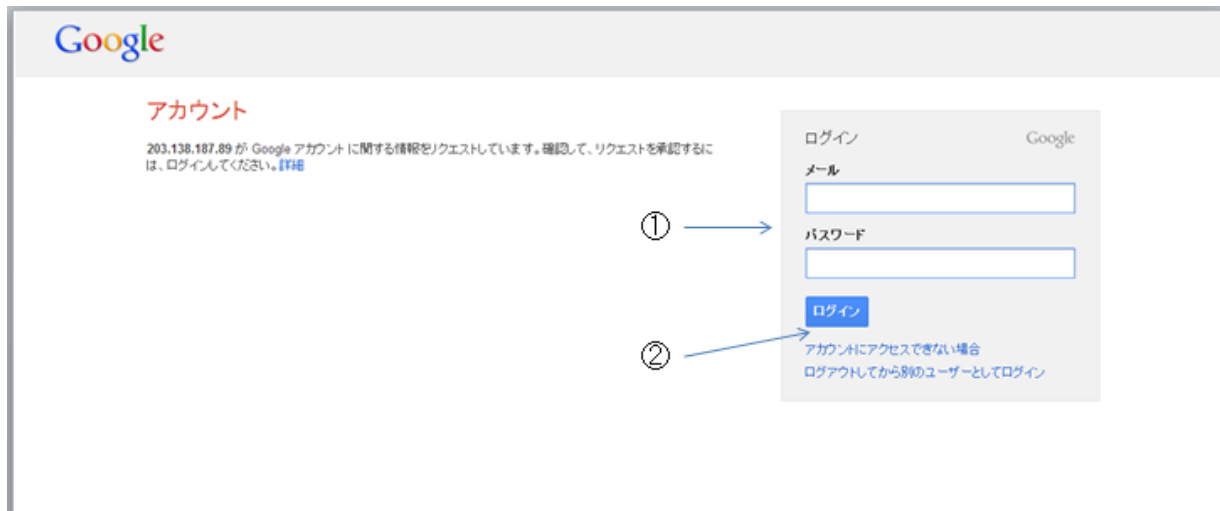 Google
アカウント
203.138.187.89 が Google アカウント に関する情報をリクエストしています。確認して、リクエストを承認するに
は、ログインしてください。詳細
ログイン Google
メール
①
パスワード
ログイン
②
アカウントにアクセスできない場合
ログアウトしてから別のユーザーとしてログイン